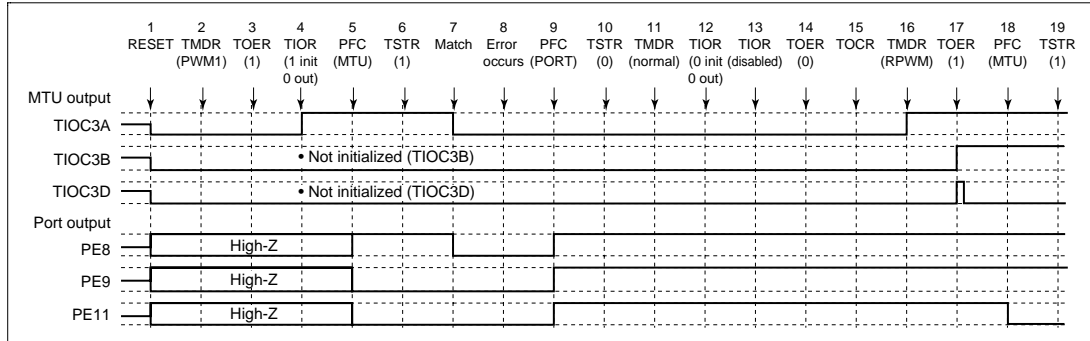 1 2 3 4 5 6 7 8 9 10 11 12 13 14 15 16 17 18 19
RESET TMDR TOER TIOR PFC TSTR Match Error PFC TSTR TMDR TIOR TIOR TOER TOCR TMDR TOER PFC TSTR
(PWM1) (1) (1 init (MTU) (1) occurs (PORT) (0) (normal) (0 init (disabled) (0) (RPWM) (1) (MTU) (1)
0 out) 0 out)
MTU output
TIOC3A
TIOC3B • Not initialized (TIOC3B)
TIOC3D • Not initialized (TIOC3D)
Port output
PE8 High-Z
PE9 High-Z
PE11 High-Z